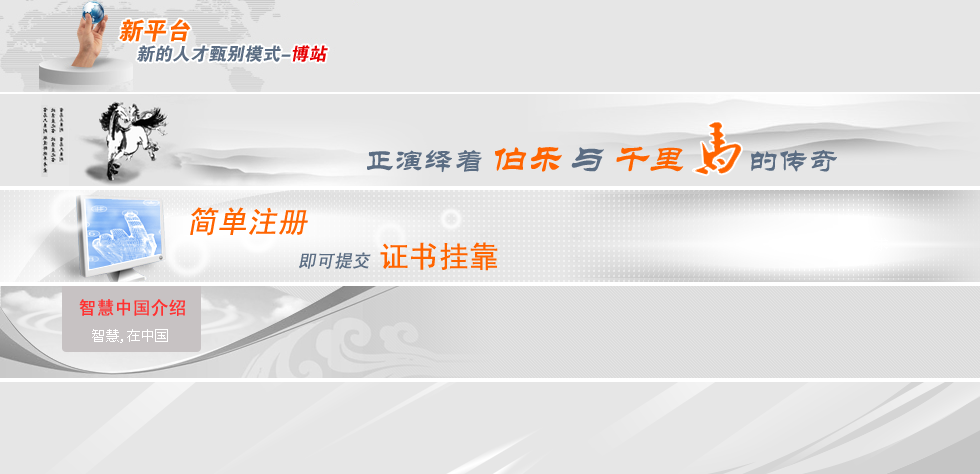 新平台
新的人才甄别模式-博站
正演绎着 伯乐 与 千里 马 的传奇
简单注册
即可提交 证书挂靠
智慧中国介绍
智慧,在中国